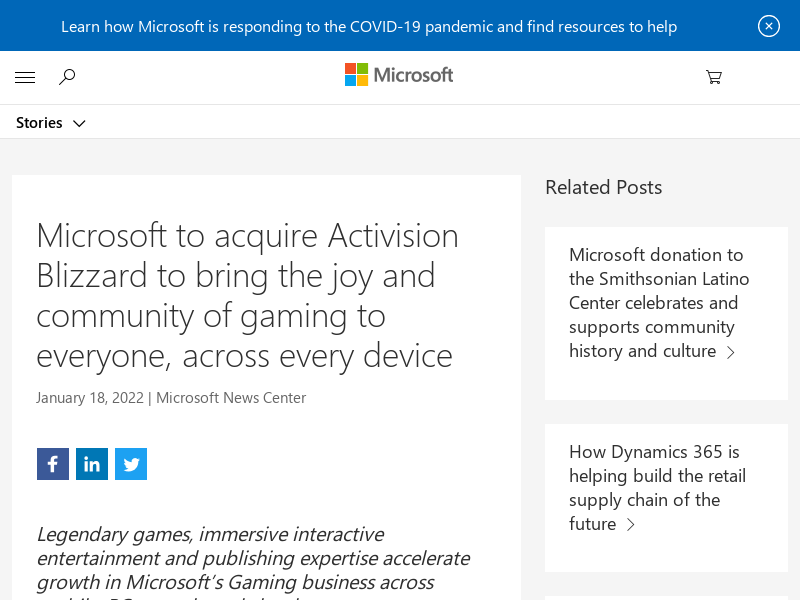 Learn how Microsoft is responding to the COVID-19 pandemic and find resources to help
Microsoft
Stories
Microsoft to acquire Activision
Blizzard to bring the joy and
community of gaming to
everyone, across every device
January 18, 2022 | Microsoft News Center
Legendary games, immersive interactive
entertainment and publishing expertise accelerate
growth in Microsoft's Gaming business across
Related Posts
Microsoft donation to
the Smithsonian Latino
Center celebrates and
supports community
history and culture
How Dynamics 365 is
helping build the retail
supply chain of the
future